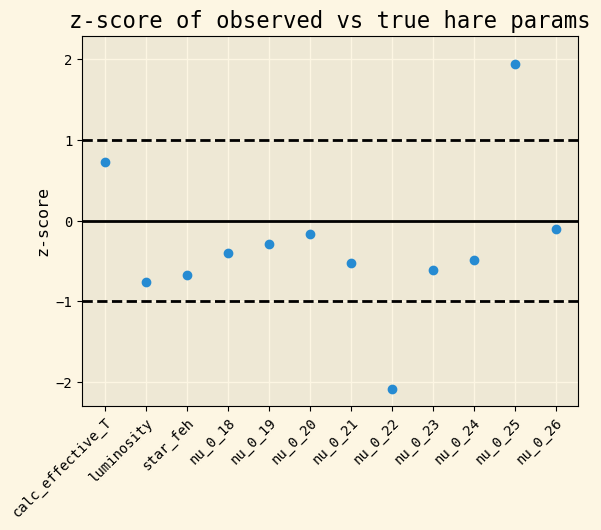 z-score of observed vs true hare params
z-score
2
1
0
−1
−2
calc_effective_T
luminosity
star_feh
nu_0_18
nu_0_19
nu_0_20
nu_0_21
nu_0_22
nu_0_23
nu_0_24
nu_0_25
nu_0_26